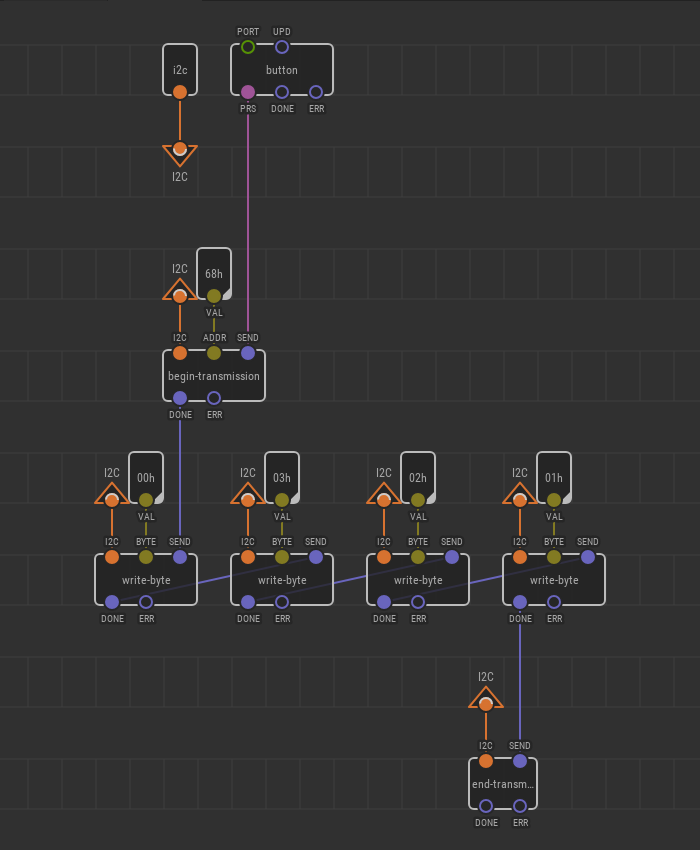 PORT UPD
i2c button
PRS DONE ERR
I2C
I2C 68h
VAL
I2C ADDR SEND
begin-transmission
DONE ERR
I2C 00h I2C 03h I2C 02h I2C 01h
VAL VAL VAL VAL
I2C BYTE SEND I2C BYTE SEND I2C BYTE SEND I2C BYTE SEND
write-byte write-byte write-byte write-byte
DONE ERR DONE ERR DONE ERR DONE ERR
I2C
I2C SEND
end-transm...
DONE ERR